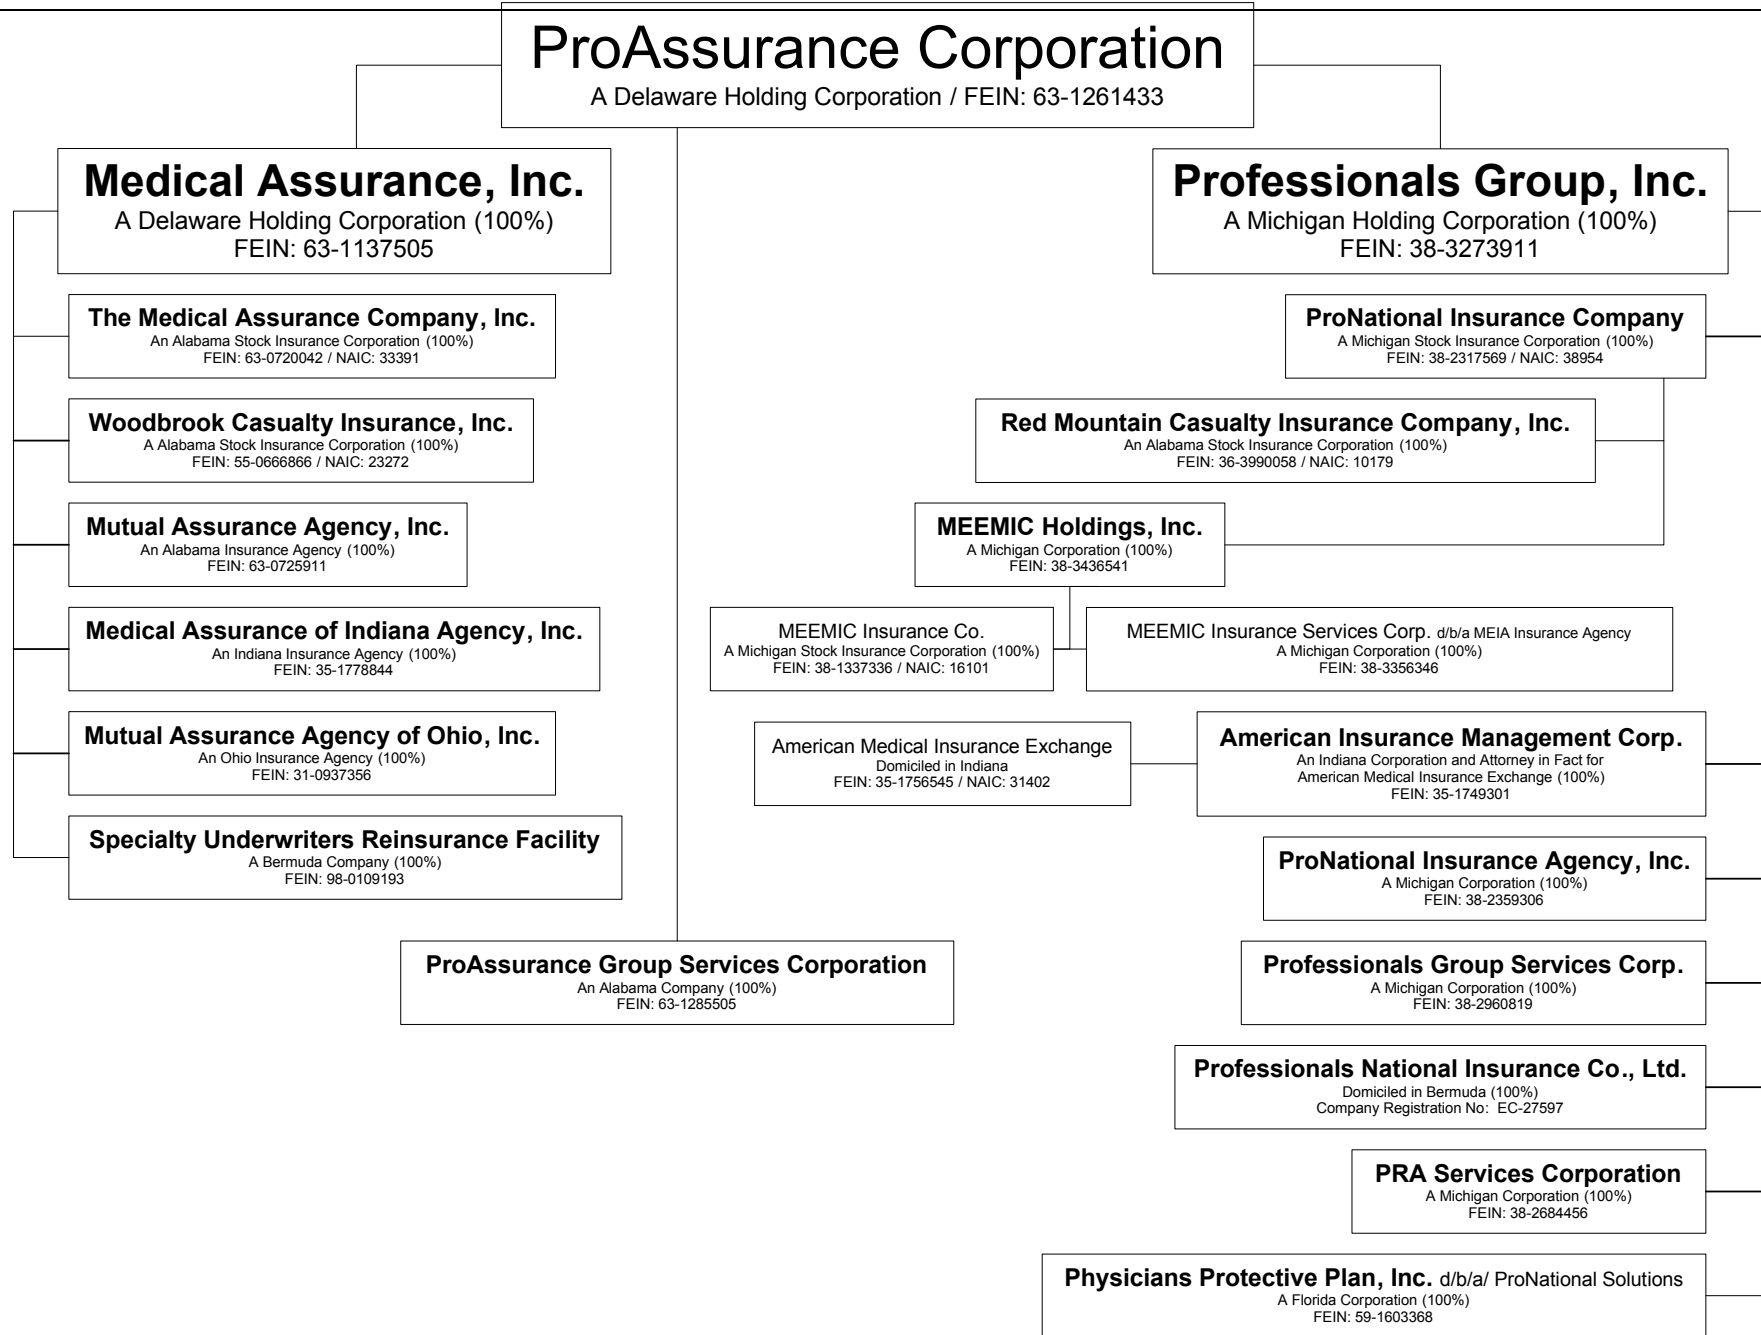 ProAssurance Corporation
A Delaware Holding Corporation / FEIN: 63-1261433
Medical Assurance, Inc.
A Delaware Holding Corporation (100%)
FEIN: 63-1137505
The Medical Assurance Company, Inc.
An Alabama Stock Insurance Corporation (100%)
FEIN: 63-0720042 / NAIC: 33391
Woodbrook Casualty Insurance, Inc.
A Alabama Stock Insurance Corporation (100%)
FEIN: 55-0666866 / NAIC: 23272
Mutual Assurance Agency, Inc.
An Alabama Insurance Agency (100%)
FEIN: 63-0725911
Medical Assurance of Indiana Agency, Inc.
An Indiana Insurance Agency (100%)
FEIN: 35-1778844
Mutual Assurance Agency of Ohio, Inc.
An Ohio Insurance Agency (100%)
FEIN: 31-0937356
Specialty Underwriters Reinsurance Facility
A Bermuda Company (100%)
FEIN: 98-0109193
ProAssurance Group Services Corporation
An Alabama Company (100%)
FEIN: 63-1285505
Professionals Group, Inc.
A Michigan Holding Corporation (100%)
FEIN: 38-3273911
ProNational Insurance Company
A Michigan Stock Insurance Corporation (100%)
FEIN: 38-2317569 / NAIC: 38954
Red Mountain Casualty Insurance Company, Inc.
An Alabama Stock Insurance Corporation (100%)
FEIN: 36-3990058 / NAIC: 10179
MEEMIC Holdings, Inc.
A Michigan Corporation (100%)
FEIN: 38-3436541
MEEMIC Insurance Co.
A Michigan Stock Insurance Corporation (100%)
FEIN: 38-1337336 / NAIC: 16101
MEEMIC Insurance Services Corp. d/b/a MEIA Insurance Agency
A Michigan Corporation (100%)
FEIN: 38-3356346
American Medical Insurance Exchange
Domiciled in Indiana
FEIN: 35-1756545 / NAIC: 31402
American Insurance Management Corp.
An Indiana Corporation and Attorney in Fact for
American Medical Insurance Exchange (100%)
FEIN: 35-1749301
ProNational Insurance Agency, Inc.
A Michigan Corporation (100%)
FEIN: 38-2359306
Professionals Group Services Corp.
A Michigan Corporation (100%)
FEIN: 38-2960819
Professionals National Insurance Co., Ltd.
Domiciled in Bermuda (100%)
Company Registration No: EC-27597
PRA Services Corporation
A Michigan Corporation (100%)
FEIN: 38-2684456
Physicians Protective Plan, Inc. d/b/a/ ProNational Solutions
A Florida Corporation (100%)
FEIN: 59-1603368